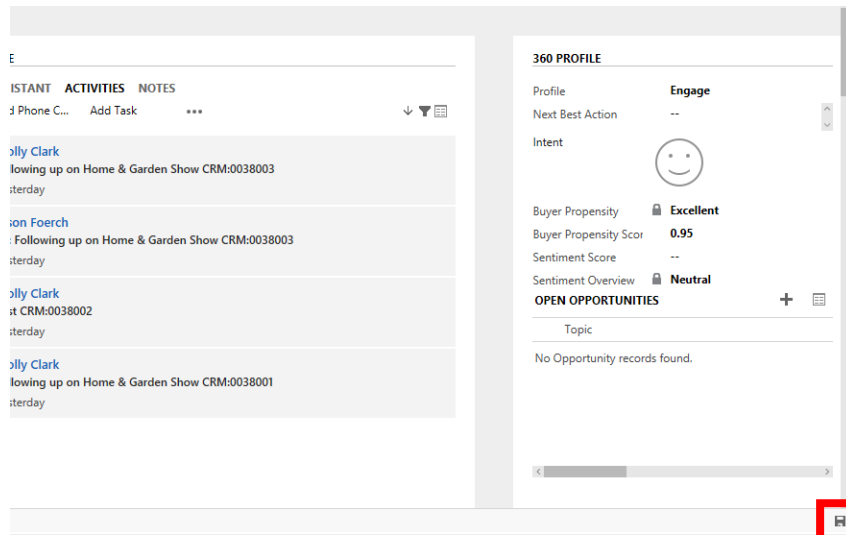 E
ISTANT ACTIVITIES NOTES
d Phone C... Add Task ...
olly Clark
llowing up on Home & Garden Show CRM:0038003
sterday
son Foerch
: Following up on Home & Garden Show CRM:0038003
sterday
olly Clark
st CRM:0038002
sterday
olly Clark
lowing up on Home & Garden Show CRM:0038001
sterday
360 PROFILE
Profile Engage
Next Best Action --
Intent
Buyer Propensity Excellent
Buyer Propensity Scor 0.95
Sentiment Score --
Sentiment Overview Neutral
OPEN OPPORTUNITIES
Topic
No Opportunity records found.